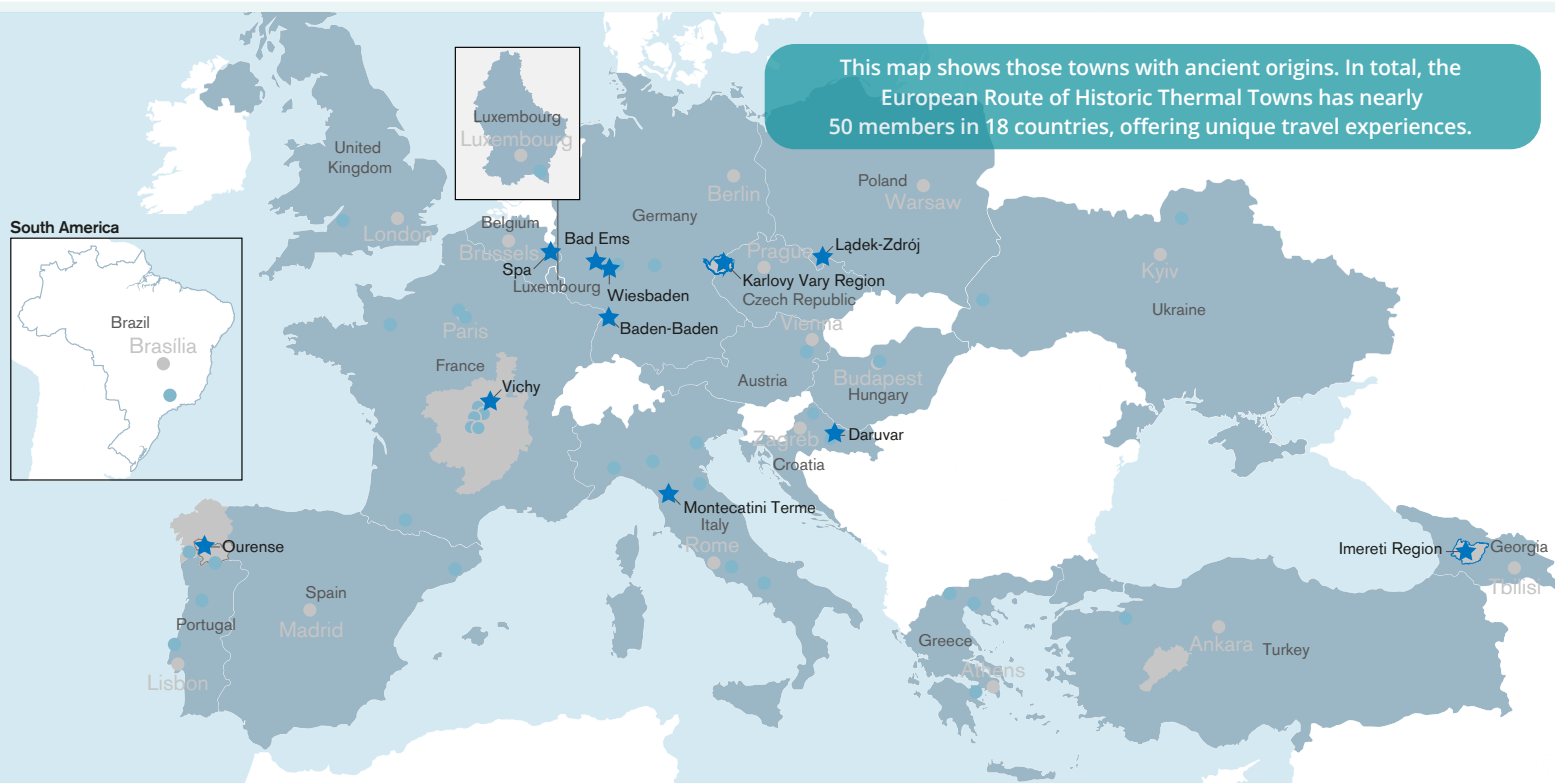 This map shows those towns with ancient origins. In total, the
European Route of Historic Thermal Towns has nearly
50 members in 18 countries, offering unique travel experiences.
Luxembourg
Luxembourg
United
Kingdom
London
South America
Brazil
Brasília
Belgium
Brussels
Spa
Luxembourg
Germany
Berlin
Bad Ems
Wiesbaden
Baden-Baden
Poland
Warsaw
Lądek-Zdrój
Prague
Karlovy Vary Region
Czech Republic
Kyiv
Ukraine
Vienna
Austria
Budapest
Hungary
Paris
France
Vichy
Zagreb
Daruvar
Croatia
Montecatini Terme
Italy
Rome
Ourense
Spain
Madrid
Portugal
Lisbon
Greece
Athens
Ankara
Turkey
Imereti Region
Georgia
Tbilisi